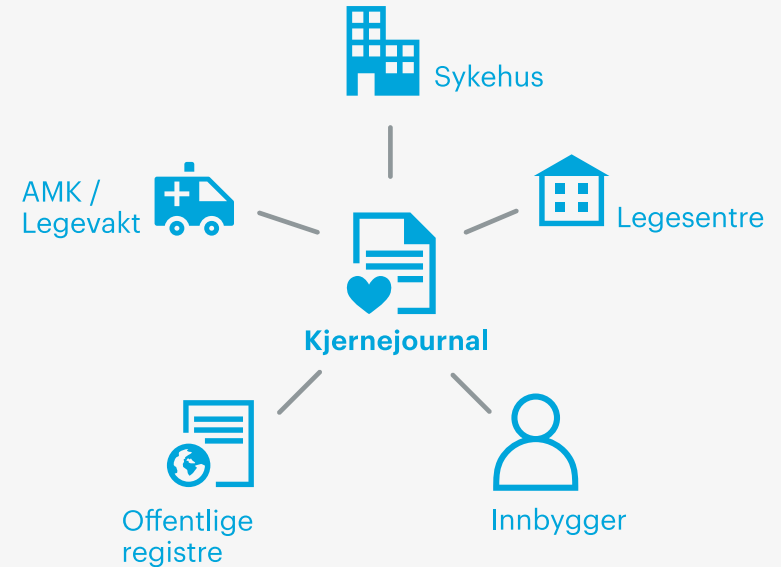 Sykehus
AMK /
Legevakt
Legesentre
Kjernejournal
Offentlige
registre
Innbygger